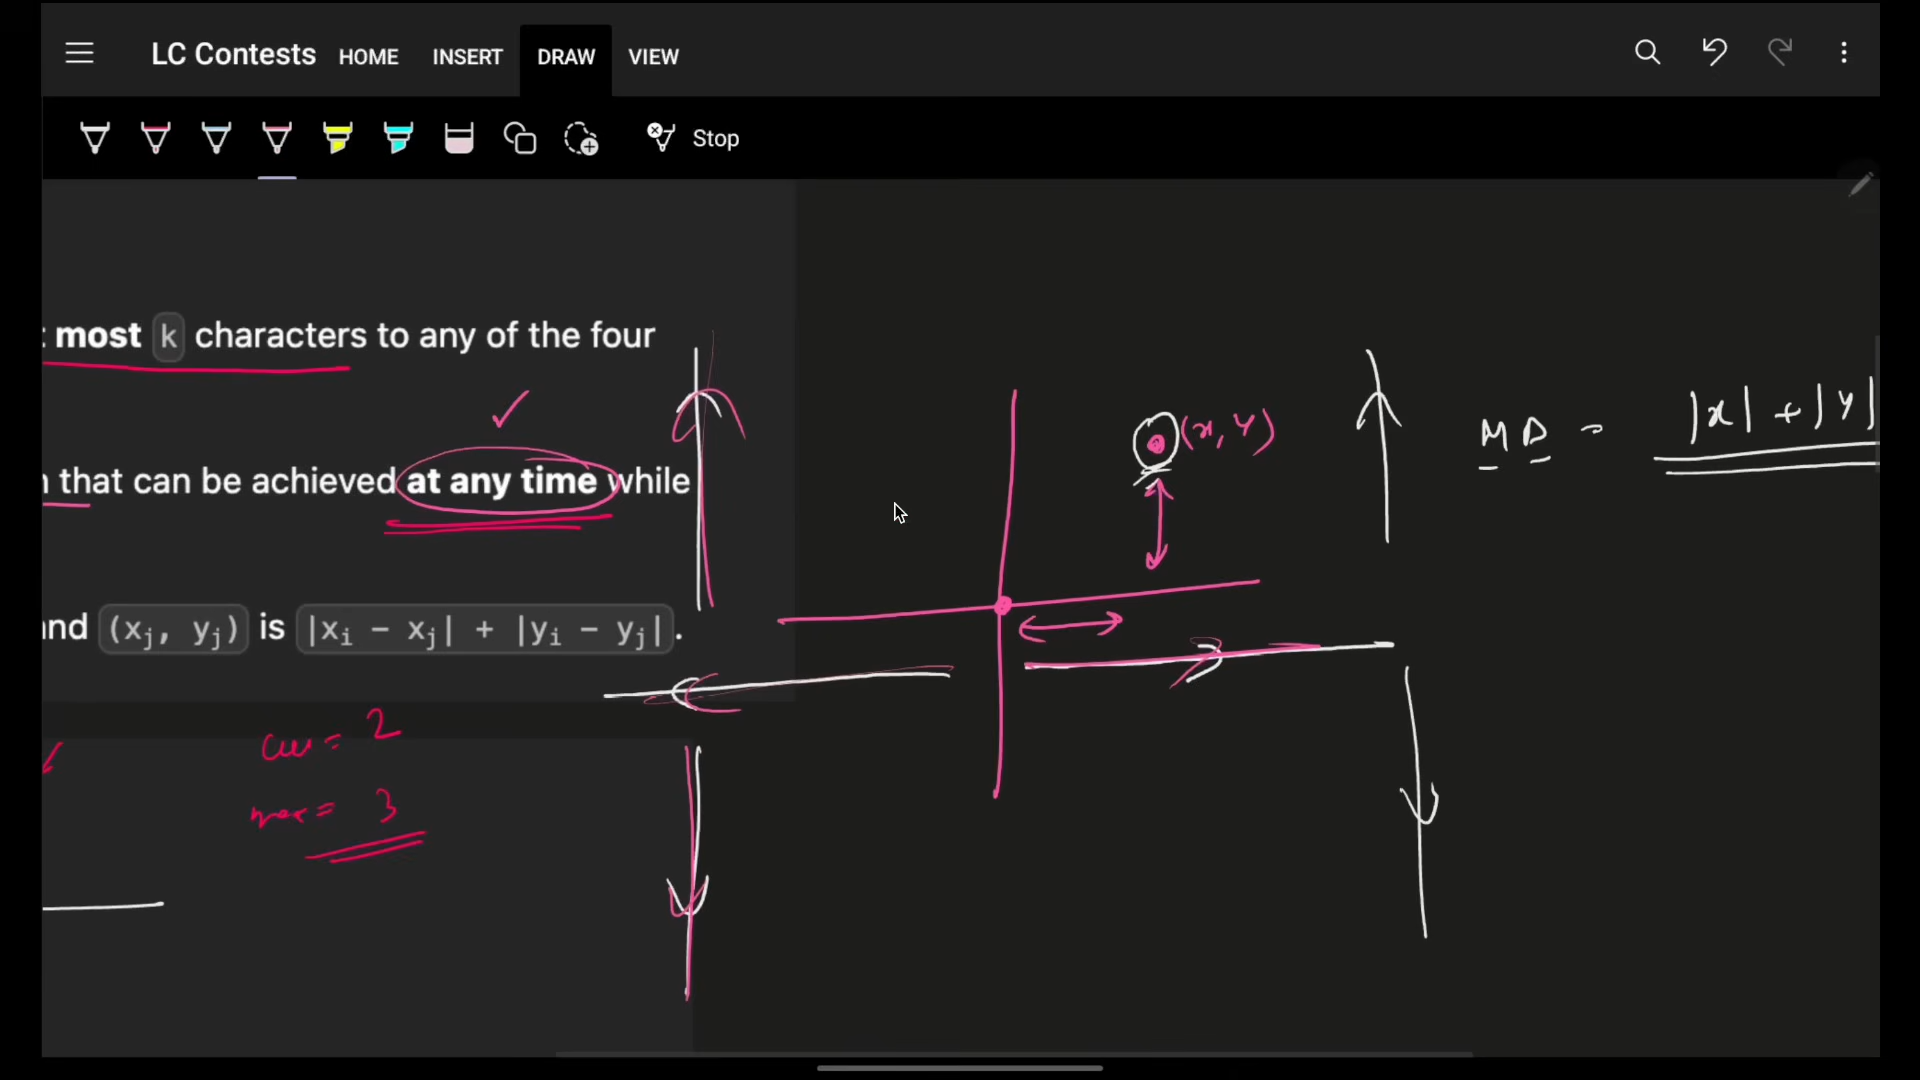 LC Contests HOME INSERT DRAW VIEW
Stop
most k characters to any of the four
that can be achieved at any time while
and (xj, yj) is |xi - xj| + |yi - yj|.
(x, y)
MD = |x| + |y|
cur = 2
max = 3